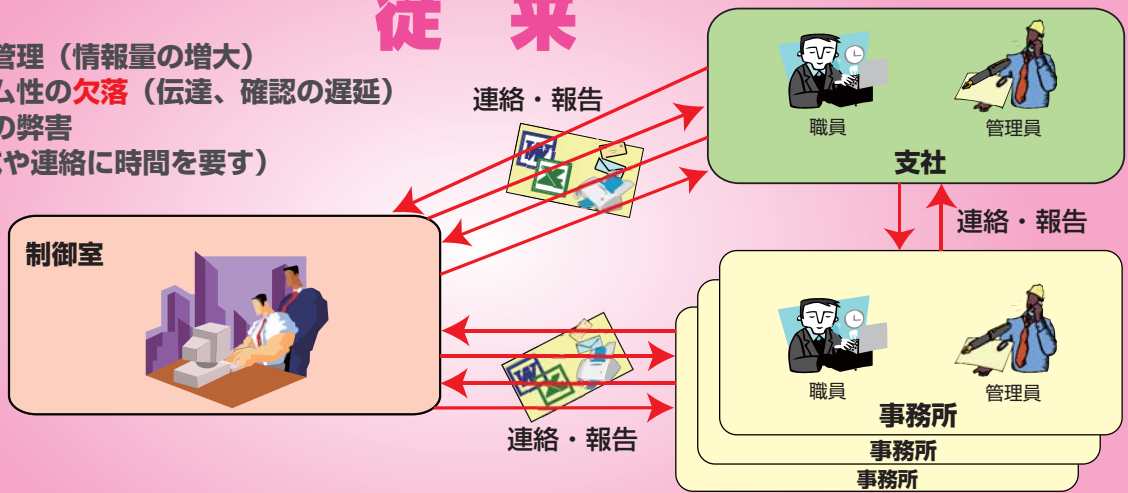 従 来
管理（情報量の増大）
ム性の欠落（伝達、確認の遅延）
の弊害
や連絡に時間を要す）
連絡・報告
職員
管理員
支社
連絡・報告
制御室
職員
管理員
事務所
連絡・報告
事務所
事務所